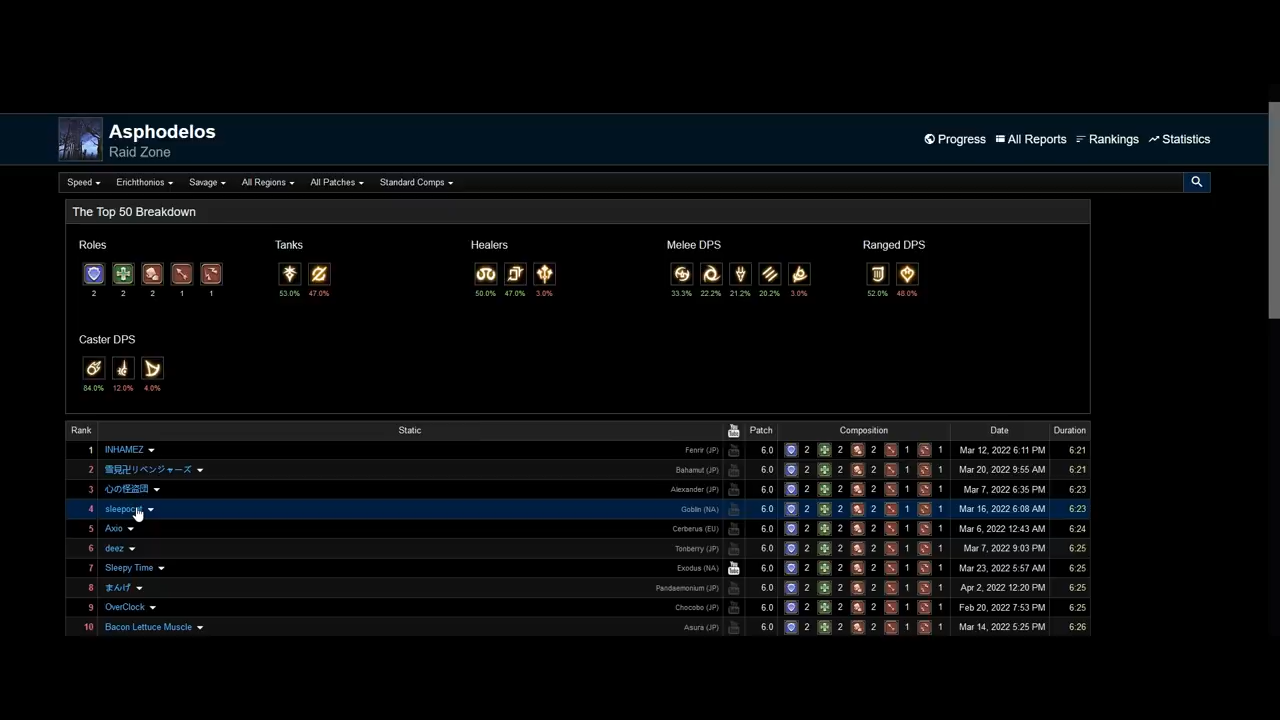 Asphodelos
Raid Zone
Progress All Reports Rankings Statistics
Speed Erichthonios Savage All Regions All Patches Standard Comps
The Top 50 Breakdown
Roles Tanks Healers Melee DPS Ranged DPS
2 2 2 1 1 53.0% 47.0% 50.0% 47.0% 3.0% 33.3% 22.2% 21.2% 20.2% 3.0% 52.0% 48.0%
Caster DPS
84.0% 12.0% 4.0%
Rank Static Patch Composition Date Duration
1 INHAMEZ Fenrir (JP) 6.0 2 2 2 1 1 Mar 12, 2022 6:11 PM 6:21
2 雪見卍リベンジャーズ Bahamut (JP) 6.0 2 2 2 1 1 Mar 20, 2022 9:55 AM 6:21
3 心の怪盗団 Alexander (JP) 6.0 2 2 2 1 1 Mar 7, 2022 6:35 PM 6:23
4 Goblin (NA) 6.0 2 2 2 1 1 Mar 16, 2022 6:08 AM 6:23
5 Axio Cerberus (EU) 6.0 2 2 2 1 1 Mar 6, 2022 12:43 AM 6:24
6 deez Tonberry (JP) 6.0 2 2 2 1 1 Mar 7, 2022 9:03 PM 6:25
7 Sleepy Time Exodus (NA) 6.0 2 2 2 1 1 Mar 23, 2022 5:57 AM 6:25
8 まんげ Pandaemonium (JP) 6.0 2 2 2 1 1 Apr 2, 2022 12:20 PM 6:25
9 OverClock Chocobo (JP) 6.0 2 2 2 1 1 Feb 20, 2022 7:53 PM 6:25
10 Bacon Lettuce Muscle Asura (JP) 6.0 2 2 2 1 1 Mar 14, 2022 5:25 PM 6:26